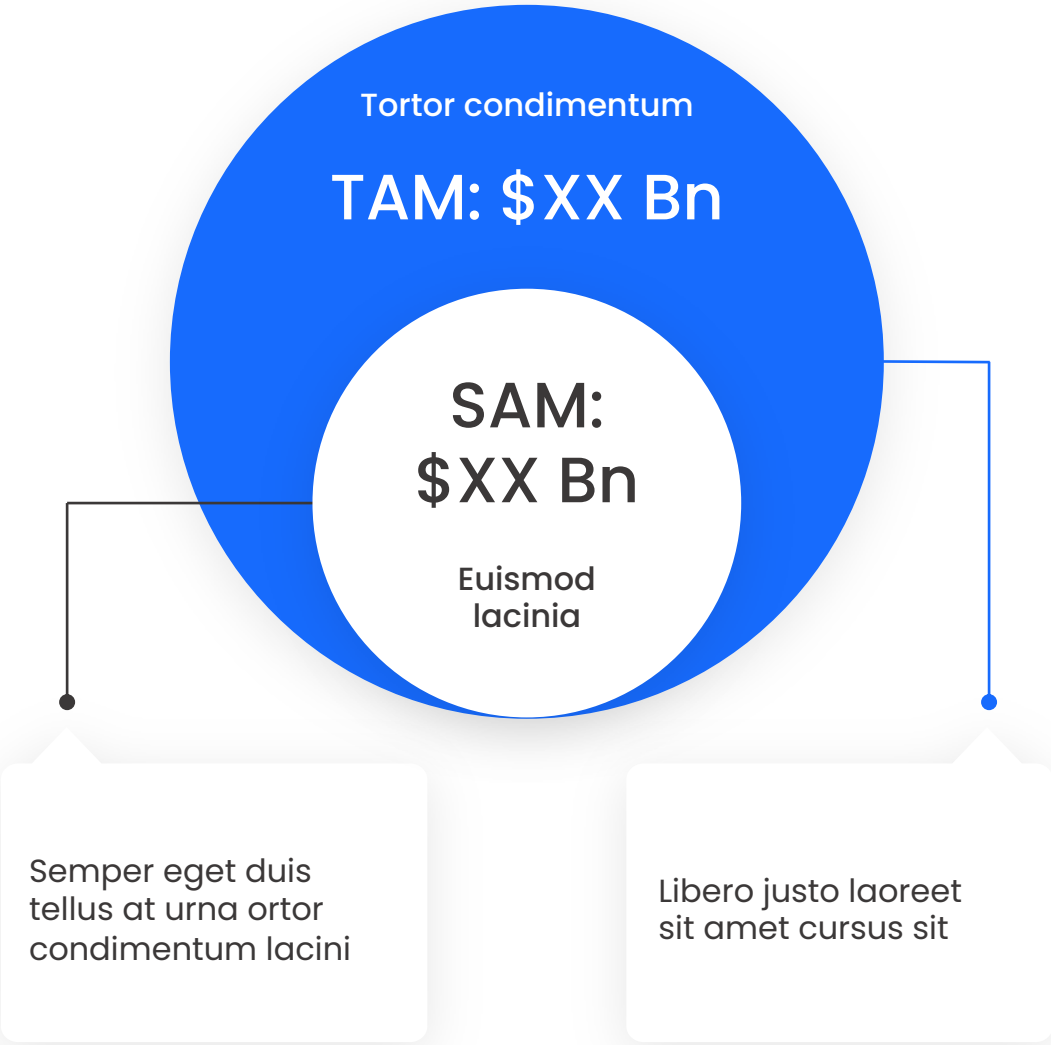 Tortor condimentum
TAM: $XX Bn
SAM:
$XX Bn
Euismod
lacinia
Semper eget duis
tellus at urna ortor
condimentum lacini
Libero justo laoreet
sit amet cursus sit